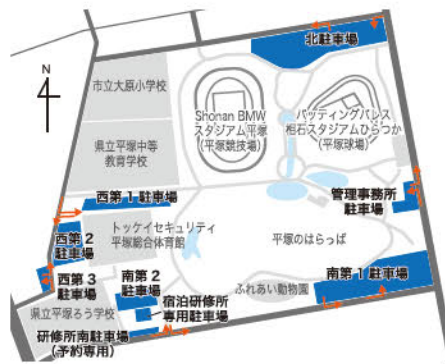 北駐車場
N
市立大原小学校
Shonan BMW
スタジアム平塚
(平塚競技場)
バッティングパレス
相石スタジアムひらつか
(平塚球場)
県立平塚中等
教育学校
西第1駐車場
管理事務所
駐車場
トッケイセキュリティ
平塚総合体育館
西第2
駐車場
平塚のはらっぱ
西第3
駐車場
南第2
駐車場
ふれあい動物園
南第1駐車場
宿泊研修所
専用駐車場
県立平塚ろう学校
研修所南駐車場
(予約専用)